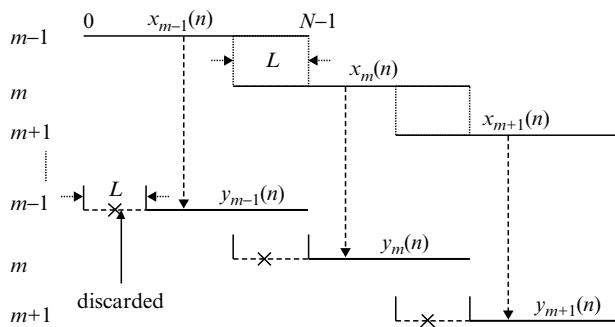 0 x_{m−1}(n) N−1
m−1
L x_m(n)
m
m+1 x_{m+1}(n)
L
m−1 y_{m−1}(n)
m y_m(n)
discarded
m+1 y_{m+1}(n)